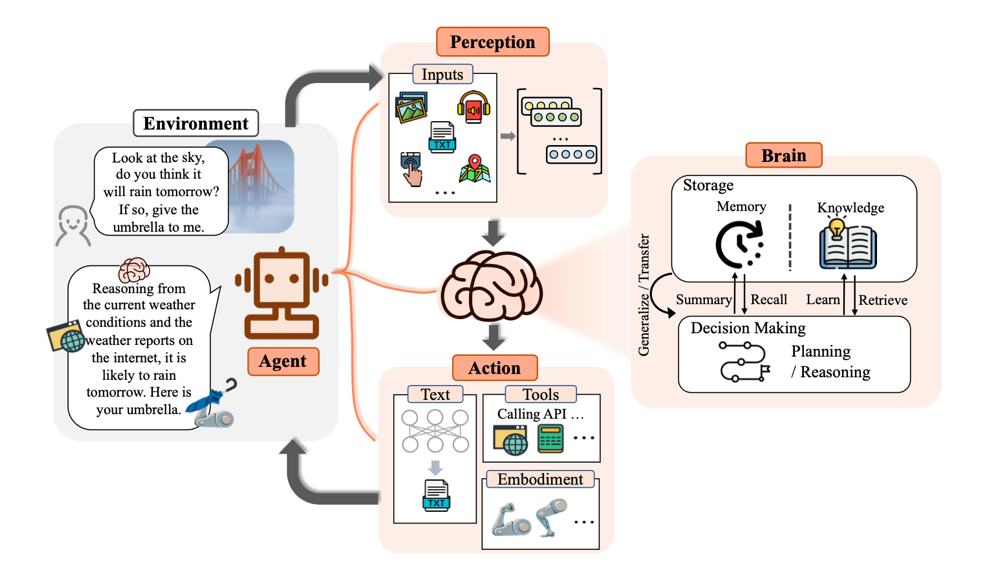 Perception
Inputs
TXT
...
...
Environment
Look at the sky,
do you think it
will rain tomorrow?
If so, give the
umbrella to me.
Reasoning from
the current weather
conditions and the
weather reports on
the internet, it is
likely to rain
tomorrow. Here is
your umbrella.
Agent
Brain
Storage
Memory
Knowledge
Generalize / Transfer
Summary
Recall
Learn
Retrieve
Decision Making
Planning
/ Reasoning
Action
Text
TXT
Tools
Calling API ...
...
Embodiment
...